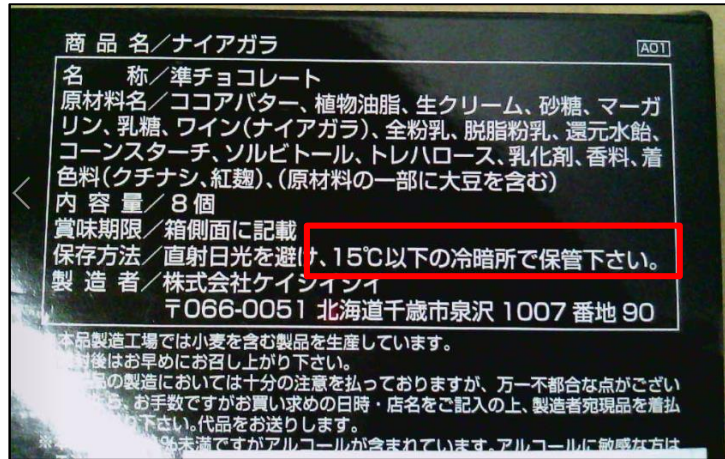 商品名／ナイアガラ
A01
名　　称／準チョコレート
原材料名／ココアバター、植物油脂、生クリーム、砂糖、マーガ
リン、乳糖、ワイン(ナイアガラ)、全粉乳、脱脂粉乳、還元水飴、
コーンスターチ、ソルビトール、トレハロース、乳化剤、香料、着
色料(クチナシ、紅麹)、(原材料の一部に大豆を含む)
内 容 量／8個
賞味期限／箱側面に記載
保存方法／直射日光を避け、15℃以下の冷暗所で保管下さい。
製 造 者／株式会社ケイシイシイ
〒066-0051 北海道千歳市泉沢 1007 番地 90
本品製造工場では小麦を含む製品を生産しています。
後はお早めにお召し上がり下さい。
品の製造においては十分の注意を払っておりますが、万一不都合な点がござい
、お手数ですがお買い求めの日時・店名をご記入の上、製造者宛現品を着払
下さい。代品をお送りします。
%未満ですがアルコールが含まれています。アルコールに敏感な方は